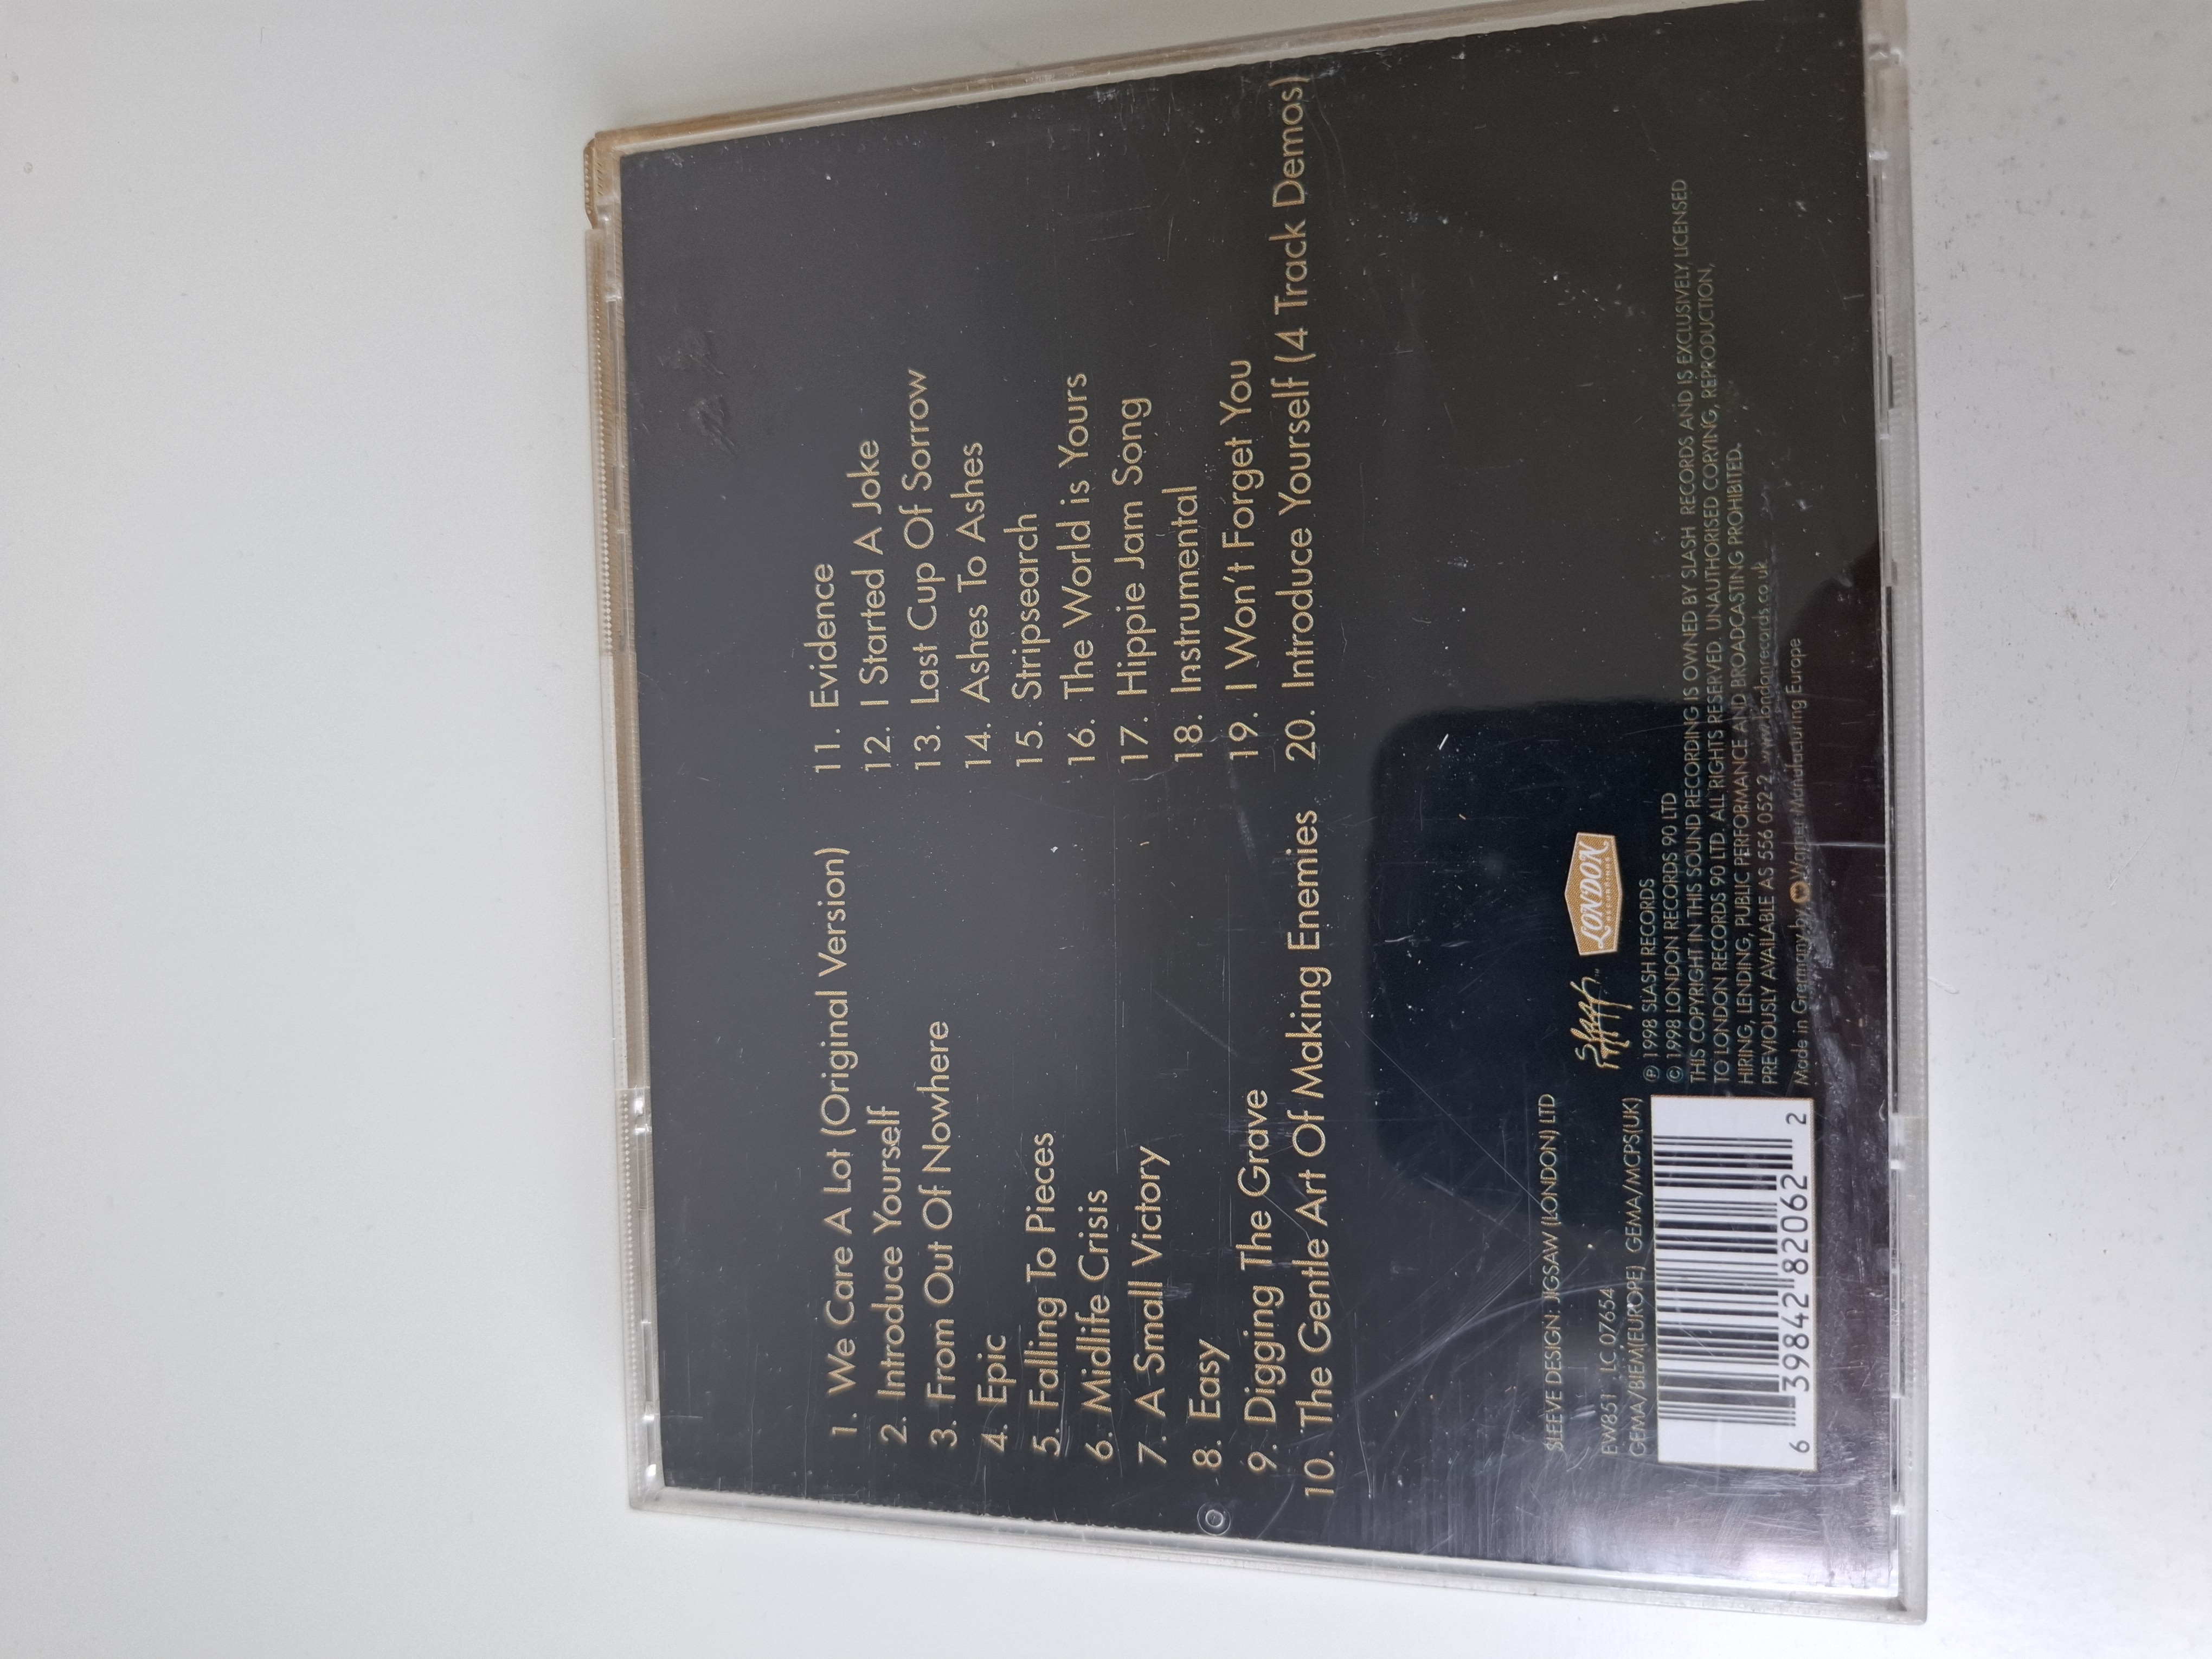 1. We Care A Lot (Original Version)
2. Introduce Yourself
3. From Out Of Nowhere
4. Epic
5. Falling To Pieces
6. Midlife Crisis
7. A Small Victory
8. Easy
9. Digging The Grave
10. The Gentle Art Of Making Enemies
11. Evidence
12. I Started A Joke
13. Last Cup Of Sorrow
14. Ashes To Ashes
15. Stripsearch
16. The World is Yours
17. Hippie Jam Song
18. Instrumental
19. I Won't Forget You
20. Introduce Yourself (4 Track Demos)
SLEEVE DESIGN: JIGSAW (LONDON) LTD
EW851 LC 07654
GEMA/BIEM(EUROPE) GEMA/MCPS(UK)
6 39842 82062 2
Slash
LONDON
RECORDINGS
℗ 1998 SLASH RECORDS
© 1998 LONDON RECORDS 90 LTD
THIS COPYRIGHT IN THIS SOUND RECORDING IS OWNED BY SLASH RECORDS AND IS EXCLUSIVELY LICENSED
TO LONDON RECORDS 90 LTD. ALL RIGHTS RESERVED. UNAUTHORISED COPYING, REPRODUCTION,
HIRING, LENDING, PUBLIC PERFORMANCE AND BROADCASTING PROHIBITED.
PREVIOUSLY AVAILABLE AS 556 052-2 www.londonrecords.co.uk
Made in Germany by Warner Manufacturing Europe